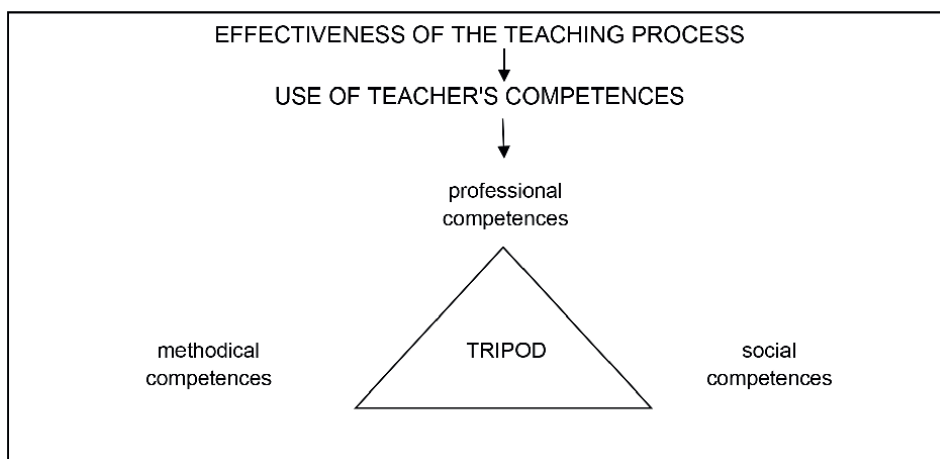 EFFECTIVENESS OF THE TEACHING PROCESS
USE OF TEACHER'S COMPETENCES
professional
competences
methodical
competences
TRIPOD
social
competences